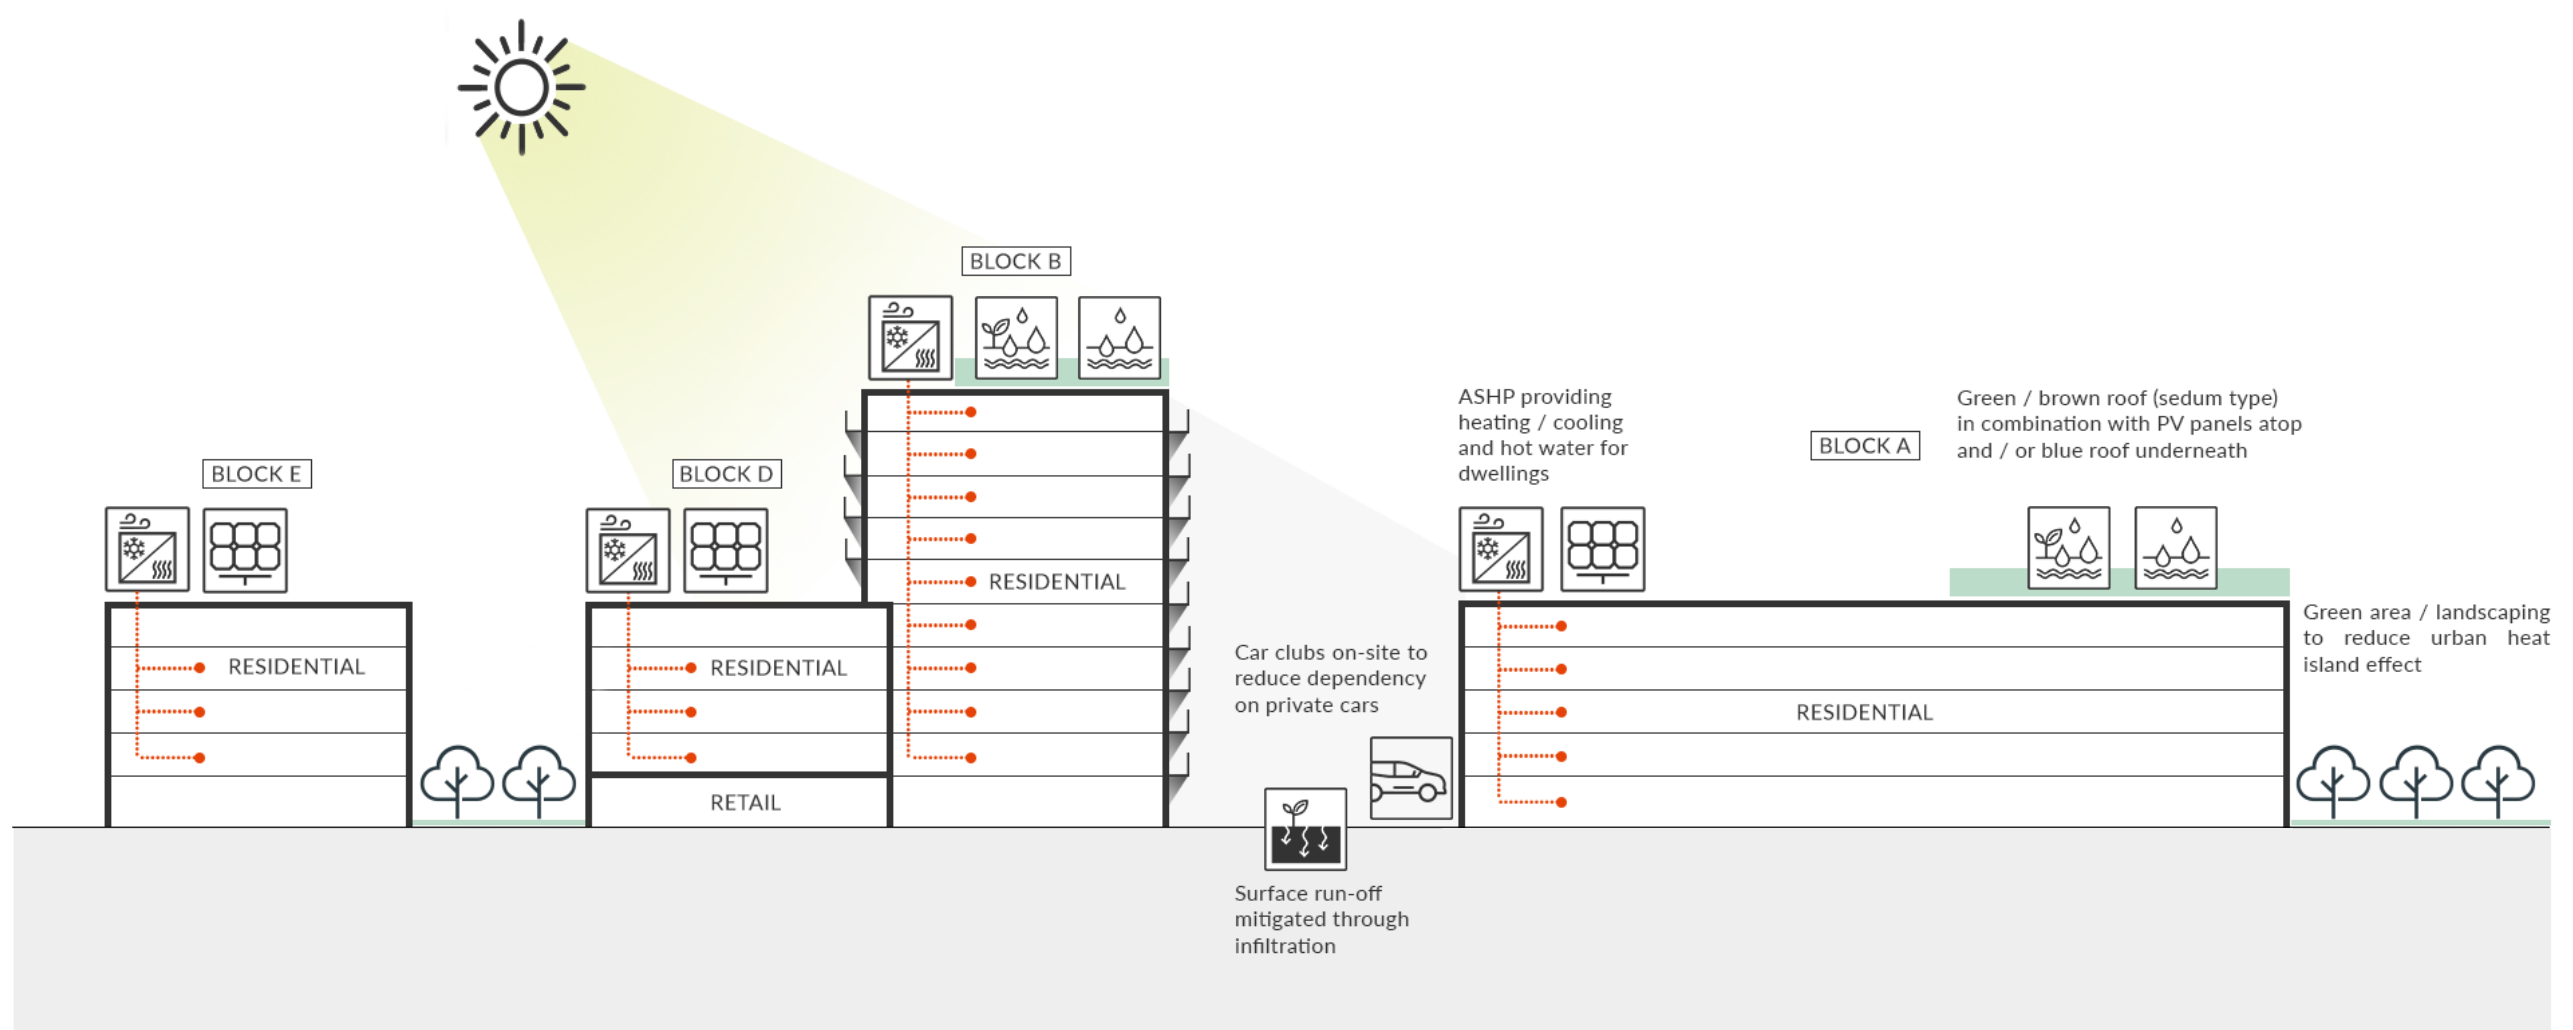 BLOCK B
ASHP providing
heating / cooling
and hot water for
dwellings
BLOCK A
Green / brown roof (sedum type)
in combination with PV panels atop
and / or blue roof underneath
BLOCK E
BLOCK D
RESIDENTIAL
Green area / landscaping
to reduce urban heat
island effect
Car clubs on-site to
reduce dependency
on private cars
RESIDENTIAL
RESIDENTIAL
RESIDENTIAL
RETAIL
Surface run-off
mitigated through
infiltration